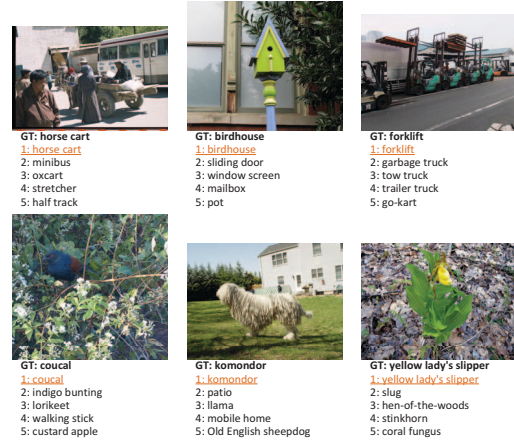 GT: horse cart
1: horse cart
2: minibus
3: oxcart
4: stretcher
5: half track
GT: birdhouse
1: birdhouse
2: sliding door
3: window screen
4: mailbox
5: pot
GT: forklift
1: forklift
2: garbage truck
3: tow truck
4: trailer truck
5: go-kart
GT: coucal
1: coucal
2: indigo bunting
3: lorikeet
4: walking stick
5: custard apple
GT: komondor
1: komondor
2: patio
3: llama
4: mobile home
5: Old English sheepdog
GT: yellow lady's slipper
1: yellow lady's slipper
2: slug
3: hen-of-the-woods
4: stinkhorn
5: coral fungus